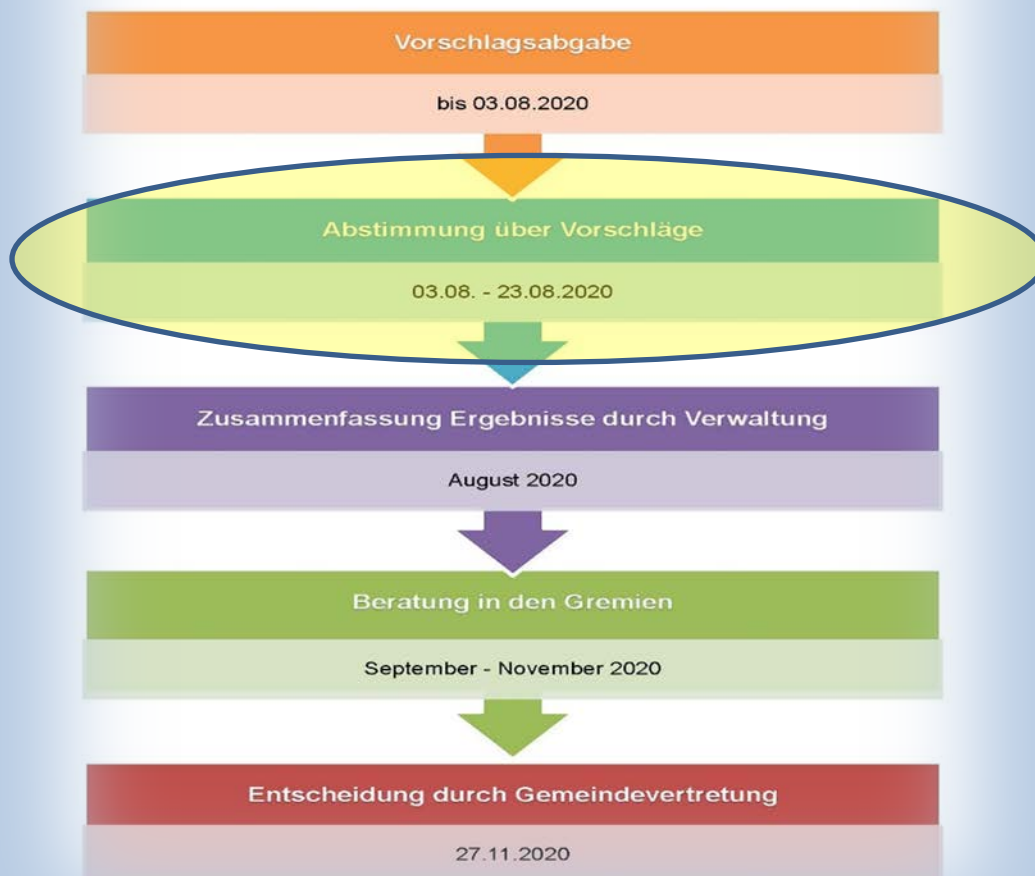 Vorschlagsabgabe
bis 03.08.2020
Abstimmung über Vorschläge
03.08. - 23.08.2020
Zusammenfassung Ergebnisse durch Verwaltung
August 2020
Beratung in den Gremien
September - November 2020
Entscheidung durch Gemeindevertretung
27.11.2020